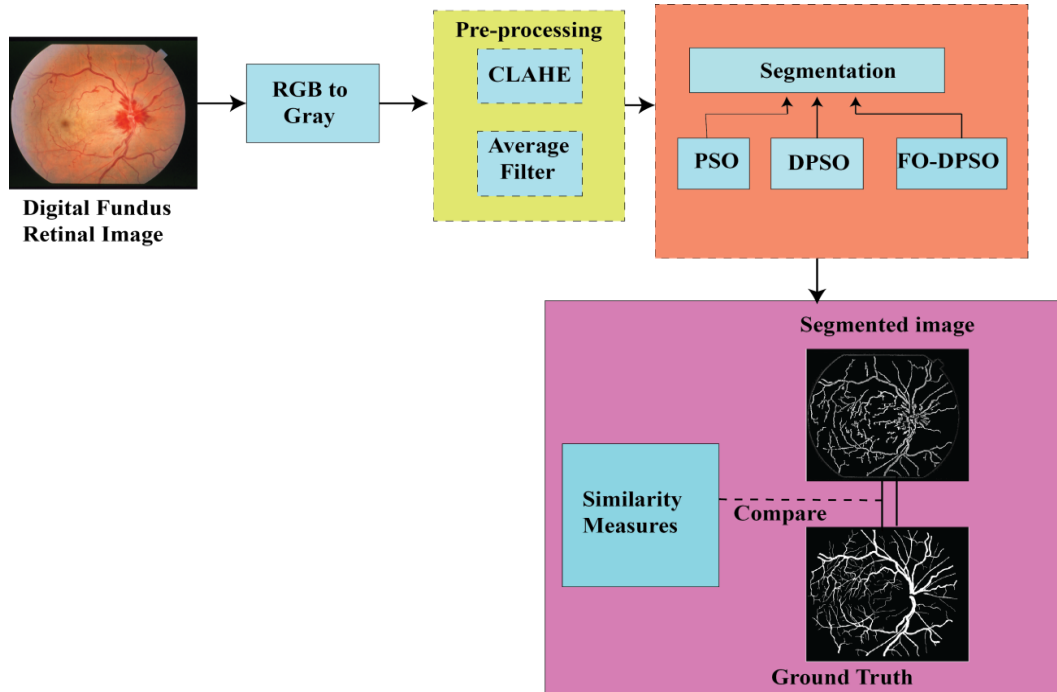 Digital Fundus
Retinal Image
RGB to
Gray
Pre-processing
CLAHE
Average
Filter
Segmentation
PSO
DPSO
FO-DPSO
Segmented image
Similarity
Measures
Compare
Ground Truth